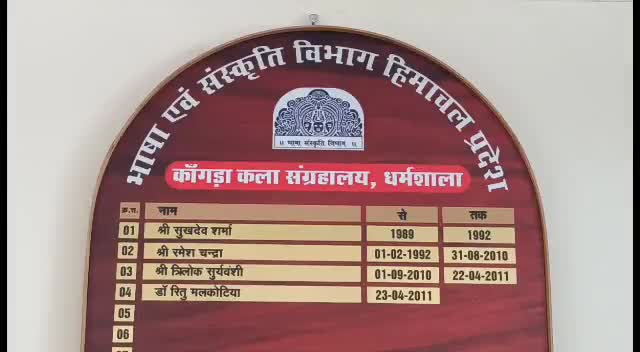 भाषा एवं संस्कृति विभाग हिमाचल प्रदेश
॥ भाषा संस्कृति विभाग ॥
काँगड़ा कला संग्रहालय, धर्मशाला
क्र.सं. नाम से तक
01 श्री सुखदेव शर्मा 1989 1992
02 श्री रमेश चन्द्रा 01-02-1992 31-08-2010
03 श्री त्रिलोक सुर्यवंशी 01-09-2010 22-04-2011
04 डॉ रितु मलकोटिया 23-04-2011
05
06